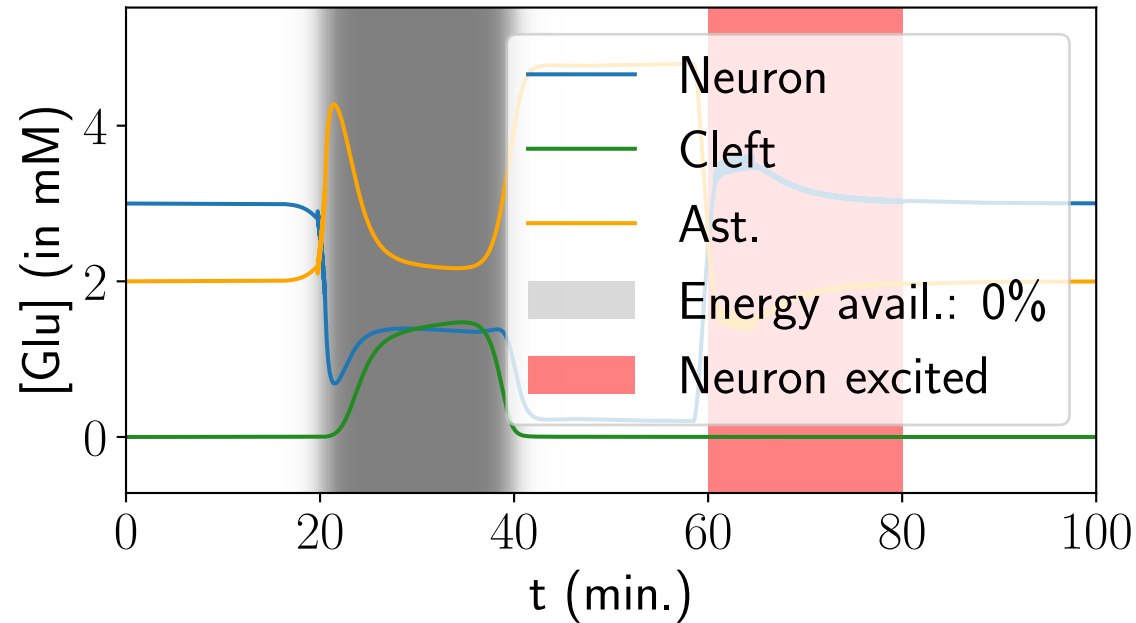 [Glu] (in mM)
4
2
0
Neuron
Cleft
Ast.
Energy avail.: 0%
Neuron excited
0 20 40 60 80 100
t (min.)